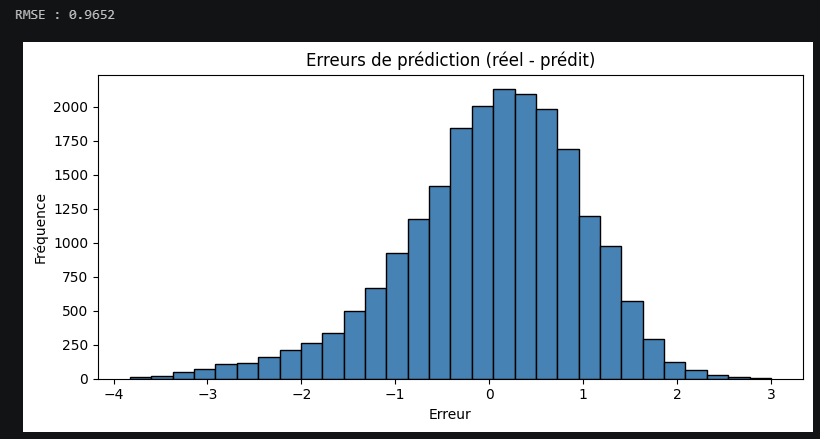 RMSE : 0.9652
Erreurs de prédiction (réel - prédit)
2000
1750
1500
1250
1000
750
500
250
0
Fréquence
−4 −3 −2 −1 0 1 2 3
Erreur